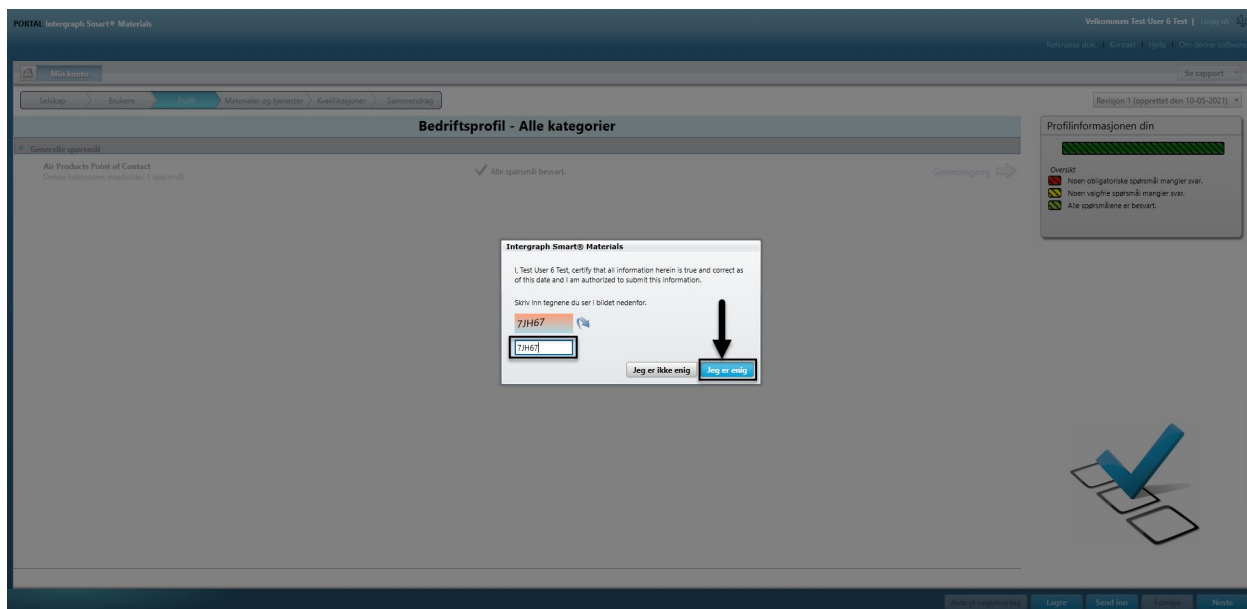 PORTAL Intergraph Smart® Materials
Velkommen Test User 6 Test | Logg ut
Referanse dok. | Kontakt | Hjelp | Om denne software
Min konto
Se rapport
Selskap
Brukere
Profil
Materialer og tjenester
Kvalifikasjoner
Sammendrag
Revisjon 1 (opprettet den 10-05-2021)
Bedriftsprofil - Alle kategorier
Generelle spørsmål
Air Products Point of Contact
Denne kategorien inneholder 1 spørsmål.
Alle spørsmål besvart.
Gjennomgang
Profilinformasjonen din
Oversikt
Noen obligatoriske spørsmål mangler svar.
Noen valgfrie spørsmål mangler svar.
Alle spørsmålene er besvart.
Intergraph Smart® Materials
I, Test User 6 Test, certify that all information herein is true and correct as
of this date and I am authorized to submit this information.
Skriv inn tegnene du ser i bildet nedenfor.
7JH67
7JH67
Jeg er ikke enig
Jeg er enig
Avbryt registrering
Lagre
Send inn
Forrige
Neste